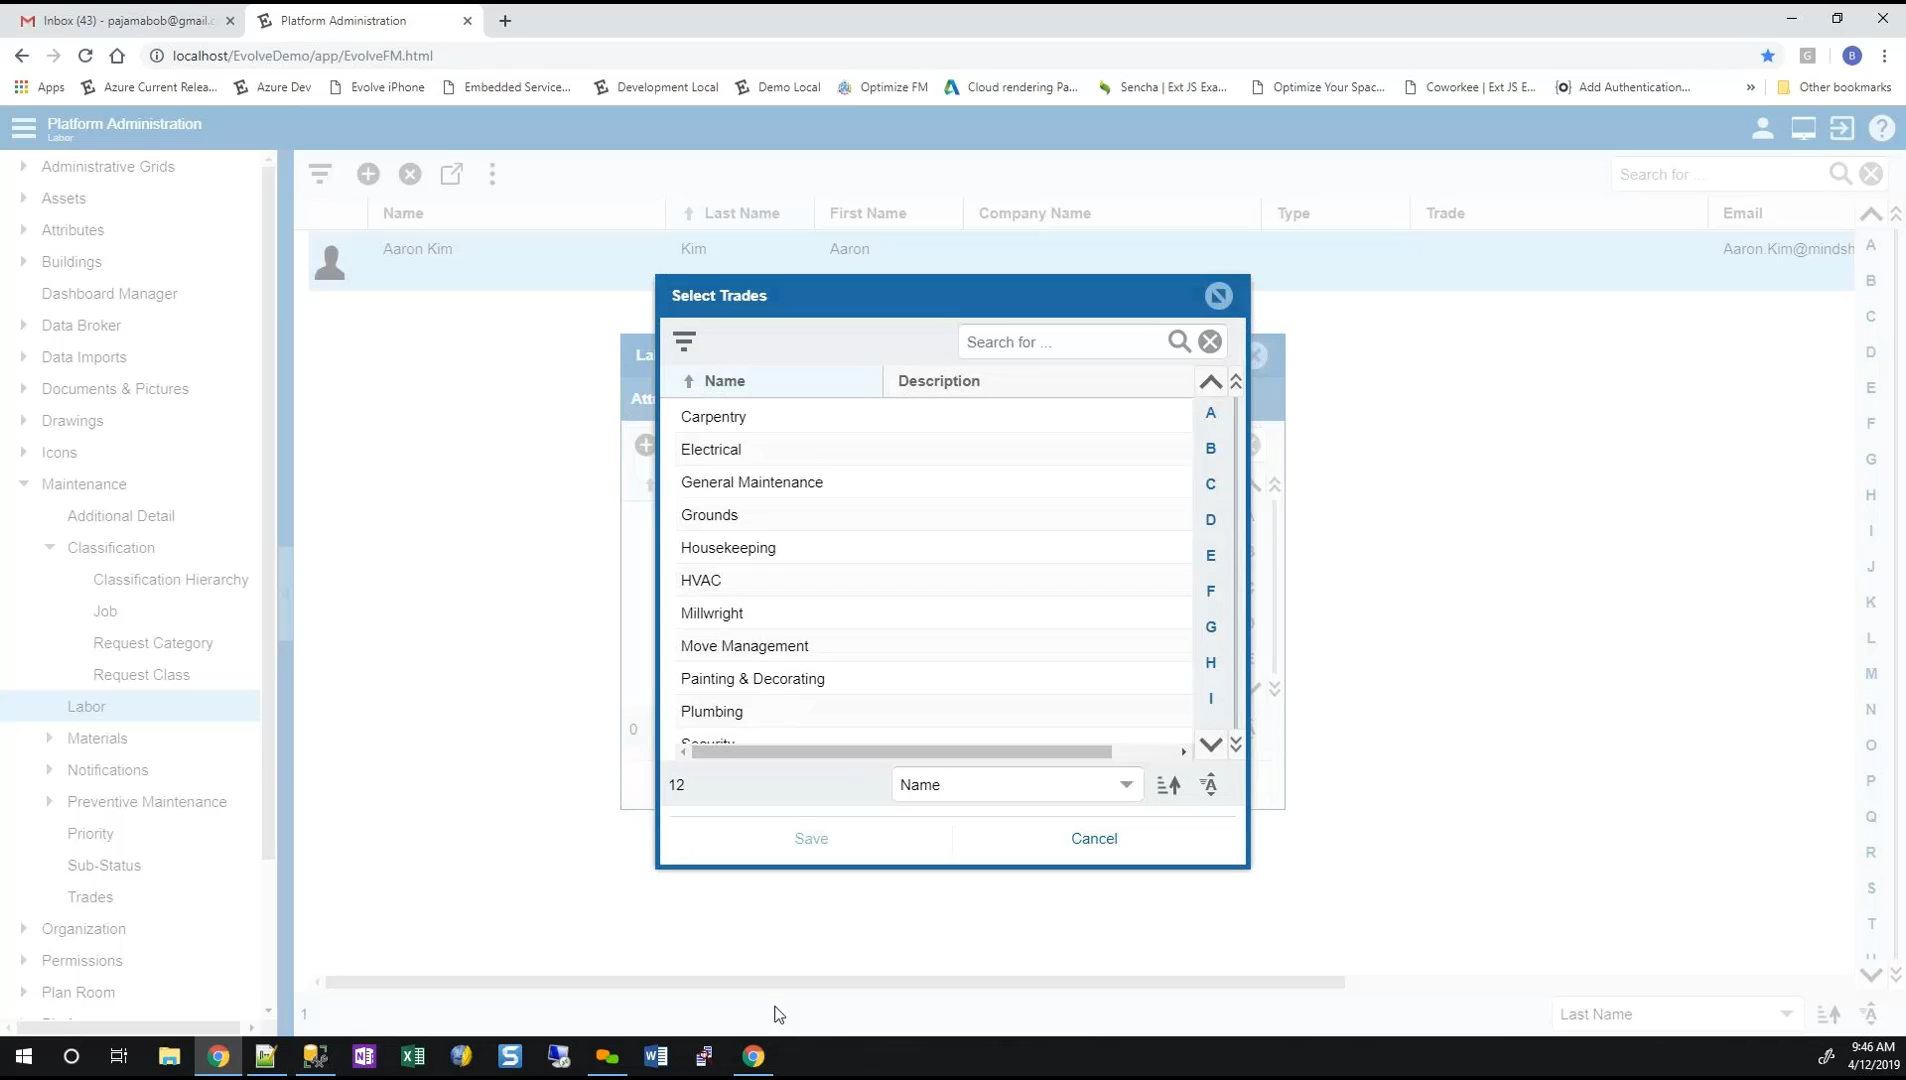 Inbox (43) - pajamabob@gmail.c
Platform Administration
localhost/EvolveDemo/app/EvolveFM.html
G
B
Apps
Azure Current Relea...
Azure Dev
Evolve iPhone
Embedded Service...
Development Local
Demo Local
Optimize FM
Cloud rendering Pa...
Sencha | Ext JS Exa...
Optimize Your Spac...
Coworkee | Ext JS E...
Add Authentication...
»
Other bookmarks
Platform Administration
Labor
Administrative Grids
Assets
Attributes
Buildings
Dashboard Manager
Data Broker
Data Imports
Documents & Pictures
Drawings
Icons
Maintenance
Additional Detail
Classification
Classification Hierarchy
Job
Request Category
Request Class
Labor
Materials
Notifications
Preventive Maintenance
Priority
Sub-Status
Trades
Organization
Permissions
Plan Room
Search for ...
Name
Last Name
First Name
Company Name
Type
Trade
Email
Aaron Kim
Kim
Aaron
Aaron.Kim@mindsh
La
Att
0
Select Trades
Search for ...
Name
Description
Carpentry
Electrical
General Maintenance
Grounds
Housekeeping
HVAC
Millwright
Move Management
Painting & Decorating
Plumbing
Security
A
B
C
D
E
F
G
H
I
12
Name
Save
Cancel
A
B
C
D
E
F
G
H
I
J
K
L
M
N
O
P
Q
R
S
T
U
1
Last Name
9:46 AM
4/12/2019